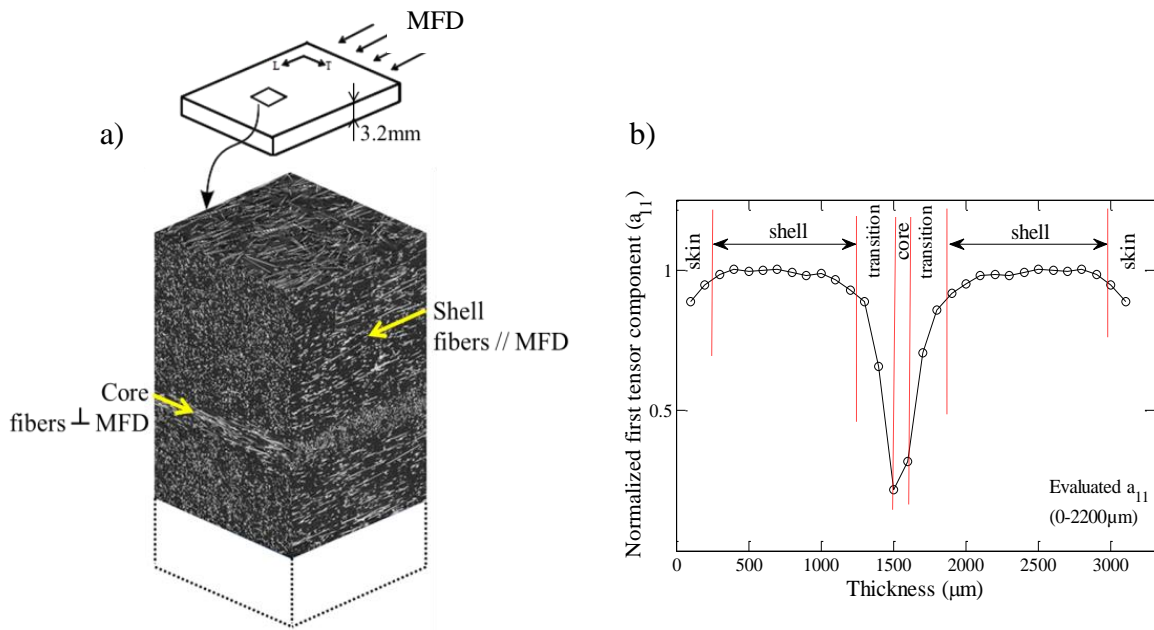 MFD
L T
a)
3.2mm
Shell
fibers // MFD
Core
fibers ⊥ MFD
b)
Normalized first tensor component (a11)
1
0.5
skin
shell
transition
core
transition
shell
skin
Evaluated a11
(0-2200μm)
0 500 1000 1500 2000 2500 3000
Thickness (μm)